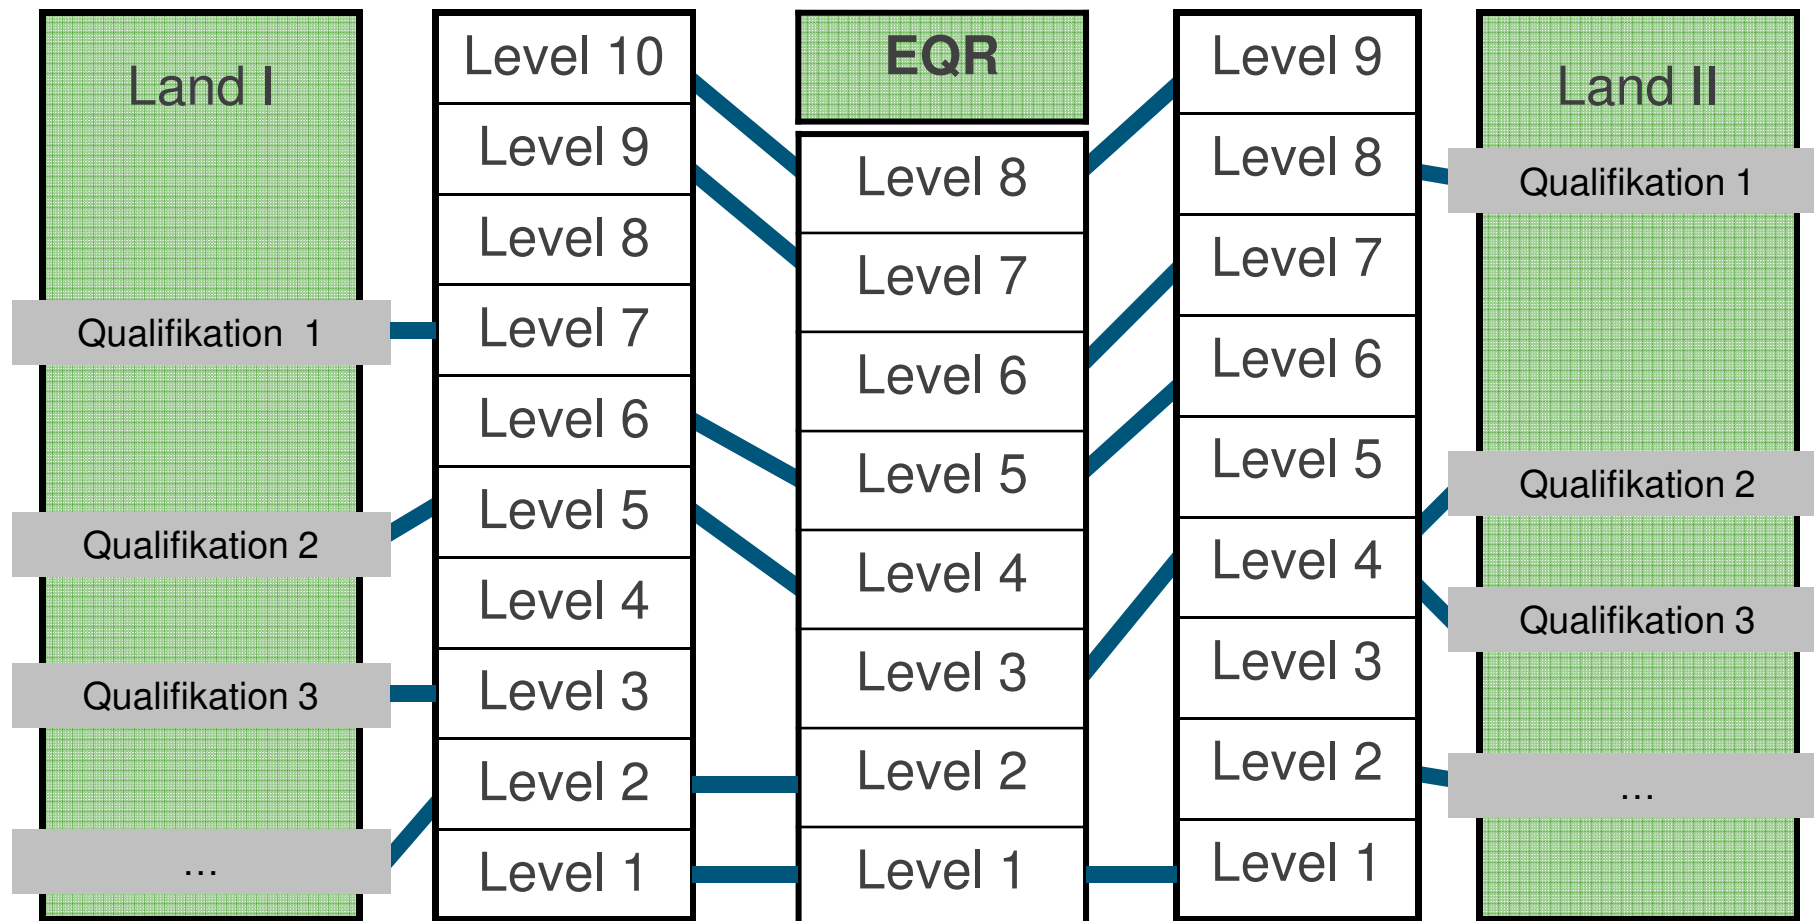 Land I
Qualifikation 1
Qualifikation 2
Qualifikation 3
...
Level 10
Level 9
Level 8
Level 7
Level 6
Level 5
Level 4
Level 3
Level 2
Level 1
EQR
Level 8
Level 7
Level 6
Level 5
Level 4
Level 3
Level 2
Level 1
Level 9
Level 8
Level 7
Level 6
Level 5
Level 4
Level 3
Level 2
Level 1
Land II
Qualifikation 1
Qualifikation 2
Qualifikation 3
...